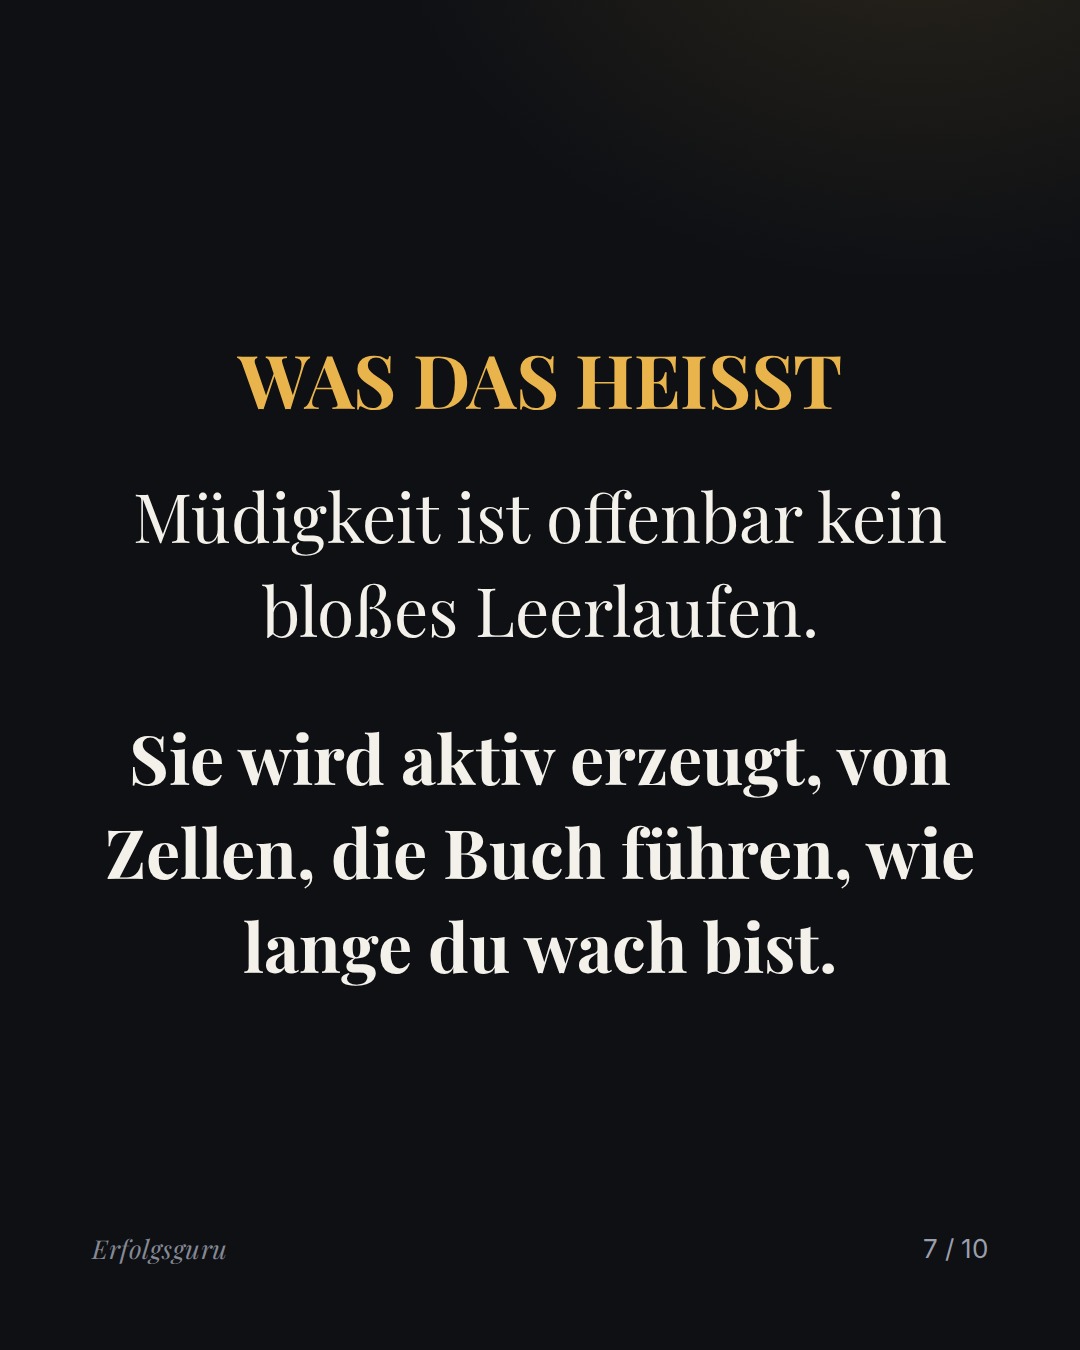 WAS DAS HEISST
Müdigkeit ist offenbar kein
bloßes Leerlaufen.
Sie wird aktiv erzeugt, von
Zellen, die Buch führen, wie
lange du wach bist.
Erfolgsguru
7 / 10